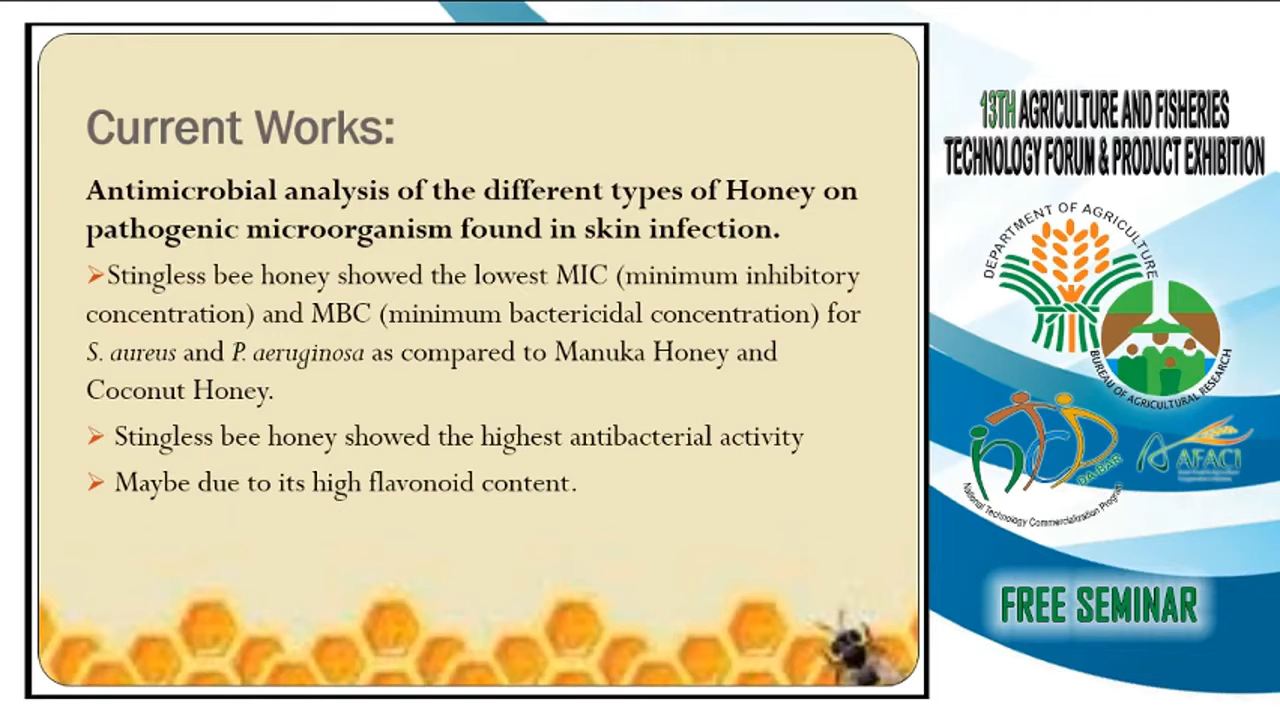 Current Works:
Antimicrobial analysis of the different types of Honey on
pathogenic microorganism found in skin infection.
➢Stingless bee honey showed the lowest MIC (minimum inhibitory
concentration) and MBC (minimum bactericidal concentration) for
S. aureus and P. aeruginosa as compared to Manuka Honey and
Coconut Honey.
➢ Stingless bee honey showed the highest antibacterial activity
➢ Maybe due to its high flavonoid content.
13TH AGRICULTURE AND FISHERIES
TECHNOLOGY FORUM & PRODUCT EXHIBITION
DEPARTMENT OF AGRICULTURE
BUREAU OF AGRICULTURAL RESEARCH
DA-BAR
National Technology Commercialization Program
AFACI
FREE SEMINAR